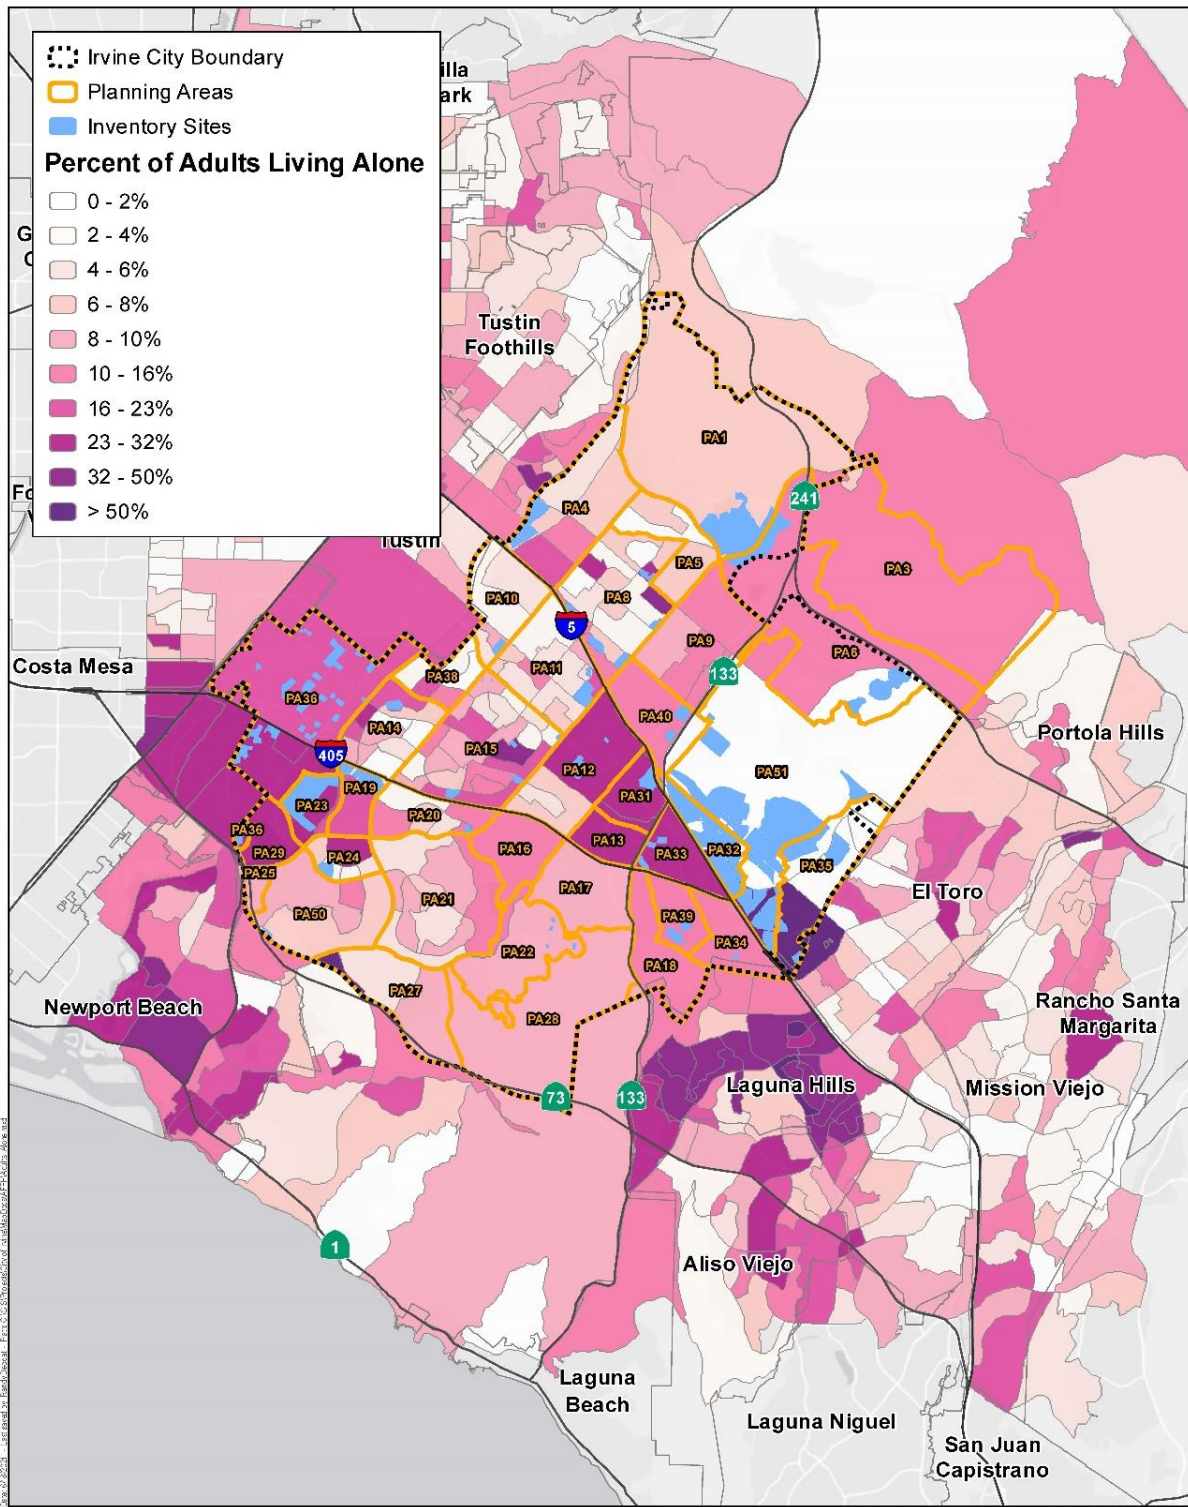 Irvine City Boundary
Planning Areas
Inventory Sites
Percent of Adults Living Alone
0 - 2%
2 - 4%
4 - 6%
6 - 8%
8 - 10%
10 - 16%
16 - 23%
23 - 32%
32 - 50%
> 50%
illa
ark
Tustin
Foothills
PA1
241
PA4
Tustin
PA5
PA3
PA10
PA8
5
PA9
PA6
Costa Mesa
PA11
133
PA38
PA36
PA14
PA40
Portola Hills
405
PA15
PA12
PA51
PA19
PA31
PA23
PA20
PA36
PA13
PA16
PA29
PA24
PA33
PA32
PA35
PA25
PA17
El Toro
PA21
PA50
PA39
PA22
PA34
PA18
PA27
Newport Beach
Rancho Santa
Margarita
PA28
Laguna Hills
Mission Viejo
73
133
1
Aliso Viejo
Laguna
Beach
Laguna Niguel
San Juan
Capistrano